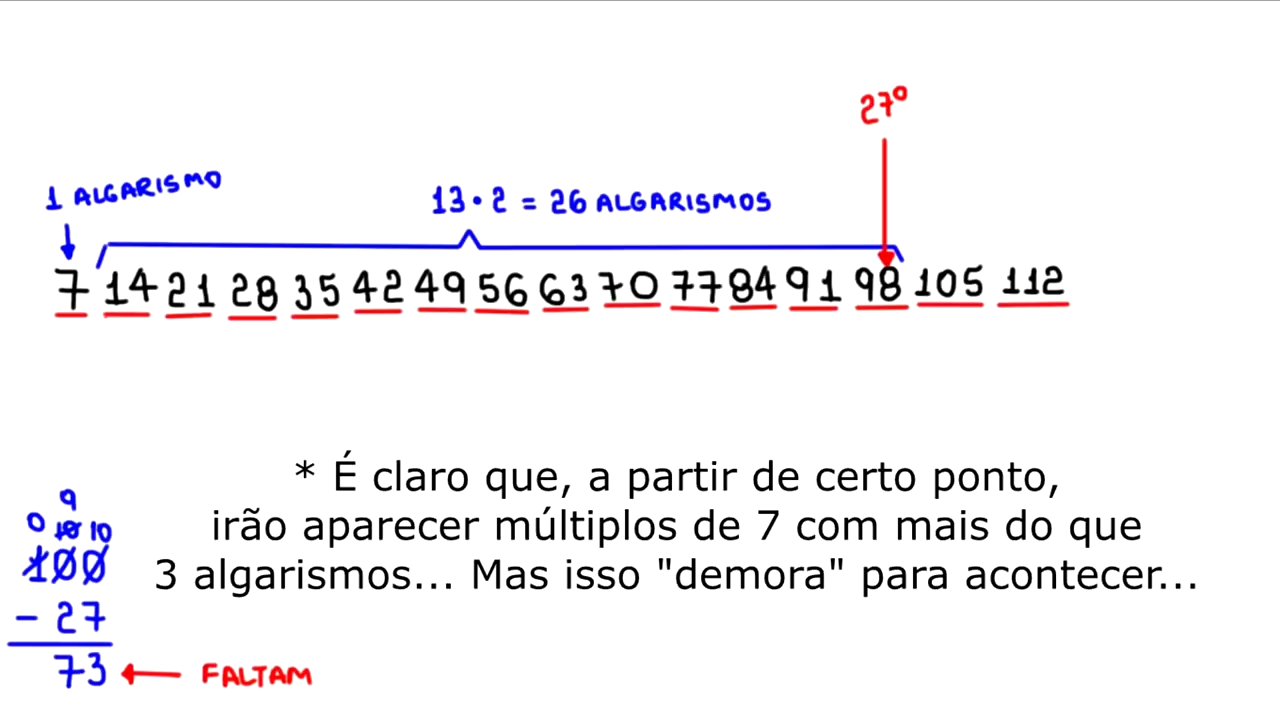 27º
1 ALGARISMO
13 · 2 = 26 ALGARISMOS
7 14 21 28 35 42 49 56 63 70 77 84 91 98 105 112
* É claro que, a partir de certo ponto,
irão aparecer múltiplos de 7 com mais do que
3 algarismos... Mas isso "demora" para acontecer...
9
0 10 10
100
- 27
73 ← FALTAM